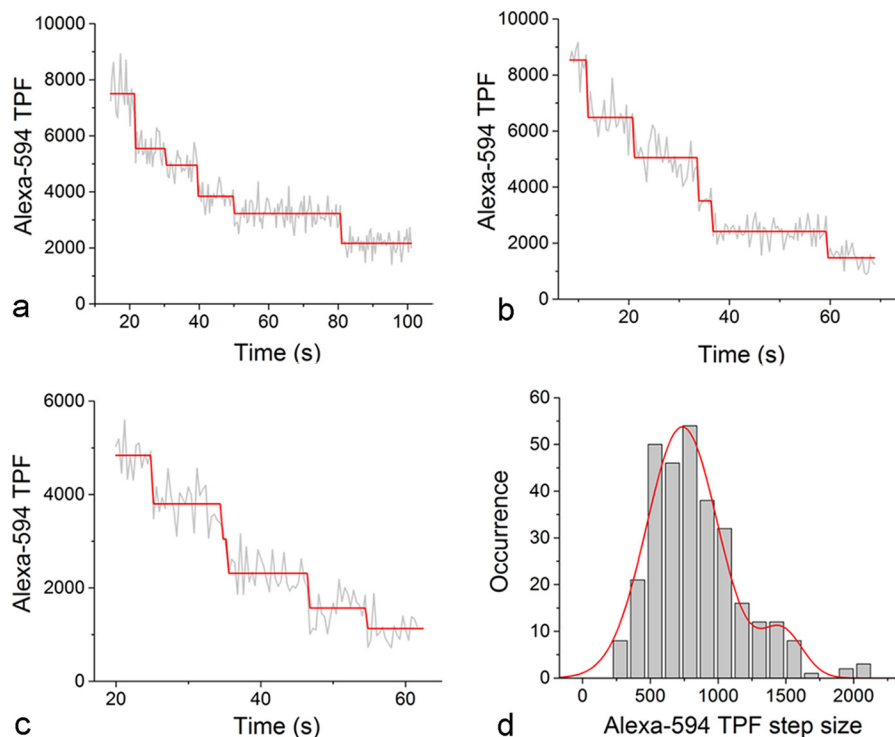 10000
8000
6000
4000
2000
0
Alexa-594 TPF
20 40 60 80 100
Time (s)
a
10000
8000
6000
4000
2000
0
Alexa-594 TPF
20 40 60
Time (s)
b
6000
4000
2000
0
Alexa-594 TPF
20 40 60
Time (s)
c
60
50
40
30
20
10
0
Occurrence
0 500 1000 1500 2000
Alexa-594 TPF step size
d